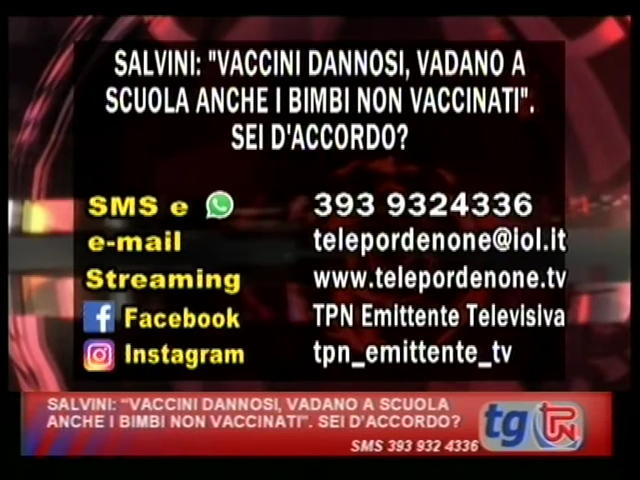 SALVINI: "VACCINI DANNOSI, VADANO A
SCUOLA ANCHE I BIMBI NON VACCINATI".
SEI D'ACCORDO?
SMS e 393 9324336
e-mail telepordenone@iol.it
Streaming www.telepordenone.tv
Facebook TPN Emittente Televisiva
Instagram tpn_emittente_tv
SALVINI: "VACCINI DANNOSI, VADANO A SCUOLA
ANCHE I BIMBI NON VACCINATI". SEI D'ACCORDO?
SMS 393 932 4336
tg TPN